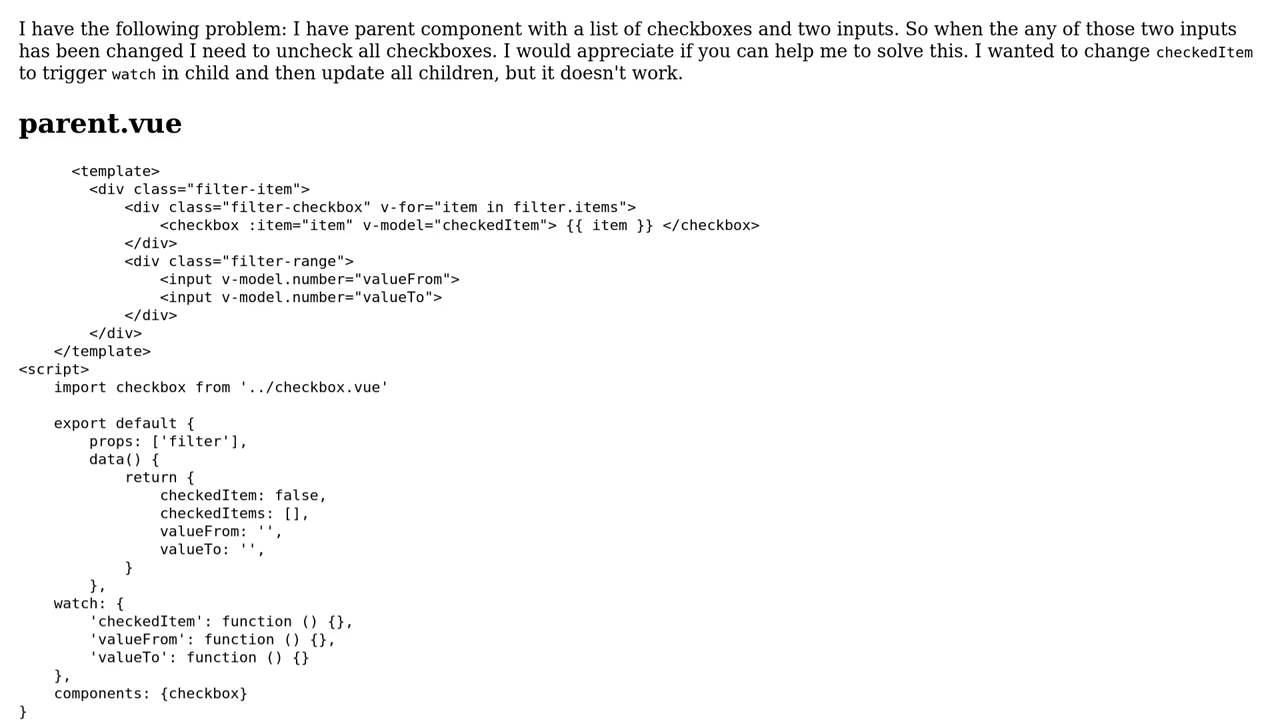 I have the following problem: I have parent component with a list of checkboxes and two inputs. So when the any of those two inputs
has been changed I need to uncheck all checkboxes. I would appreciate if you can help me to solve this. I wanted to change checkedItem
to trigger watch in child and then update all children, but it doesn't work.
parent.vue
      <template>
        <div class="filter-item">
            <div class="filter-checkbox" v-for="item in filter.items">
                <checkbox :item="item" v-model="checkedItem"> {{ item }} </checkbox>
            </div>
            <div class="filter-range">
                <input v-model.number="valueFrom">
                <input v-model.number="valueTo">
            </div>
        </div>
    </template>
<script>
    import checkbox from '../checkbox.vue'

    export default {
        props: ['filter'],
        data() {
            return {
                checkedItem: false,
                checkedItems: [],
                valueFrom: '',
                valueTo: '',
            }
        },
    watch: {
        'checkedItem': function () {},
        'valueFrom': function () {},
        'valueTo': function () {}
    },
    components: {checkbox}
}